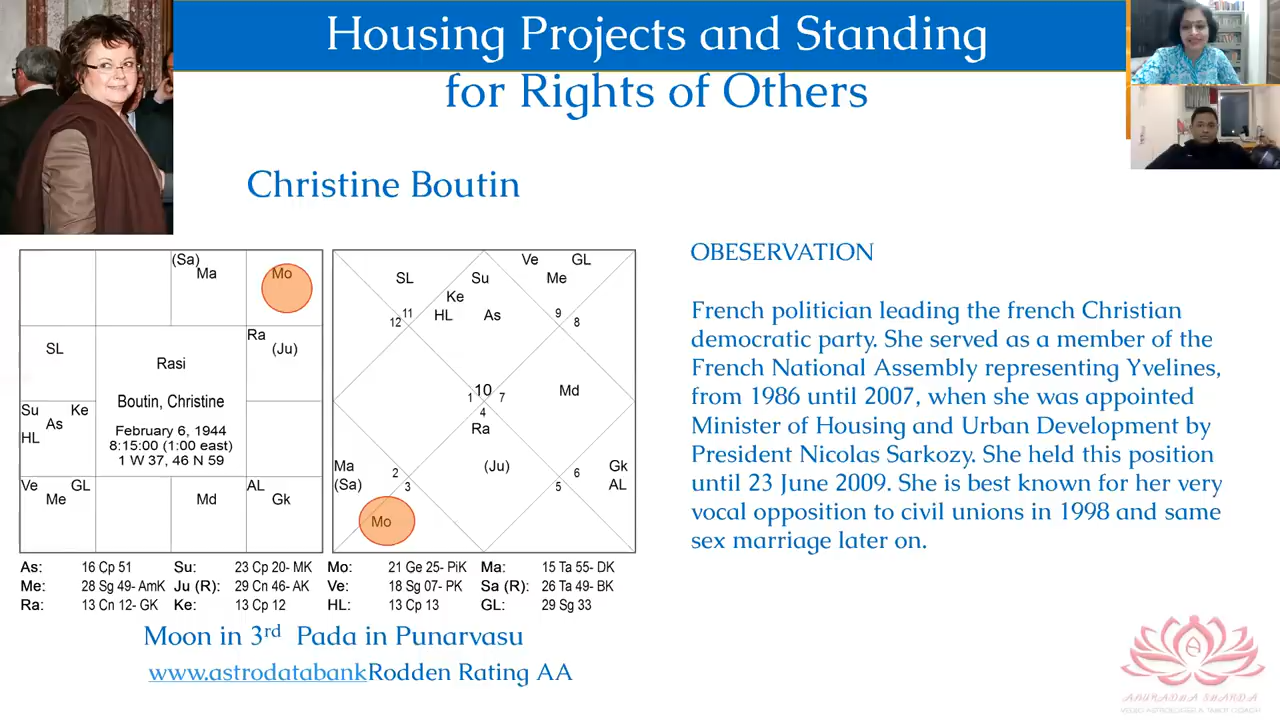 Housing Projects and Standing
for Rights of Others
Christine Boutin
(Sa)
Ma
Mo
SL
Ra
(Ju)
Rasi
Boutin, Christine
February 6, 1944
8:15:00 (1:00 east)
1 W 37, 46 N 59
Su Ke
As
HL
Ve GL
Me
Md
AL
Gk
Ve GL
SL Su Me
Ke
HL As
11 12 9 8
10
1 7
4
Md
Ra
Ma
(Sa)
2
3
(Ju)
6
5
Gk
AL
Mo
OBESERVATION
French politician leading the french Christian
democratic party. She served as a member of the
French National Assembly representing Yvelines,
from 1986 until 2007, when she was appointed
Minister of Housing and Urban Development by
President Nicolas Sarkozy. She held this position
until 23 June 2009. She is best known for her very
vocal opposition to civil unions in 1998 and same
sex marriage later on.
As: 16 Cp 51 Su: 23 Cp 20- MK Mo: 21 Ge 25- PiK Ma: 15 Ta 55- DK
Me: 28 Sg 49- AmK Ju (R): 29 Cn 46- AK Ve: 18 Sg 07- PK Sa (R): 26 Ta 49- BK
Ra: 13 Cn 12- GK Ke: 13 Cp 12 HL: 13 Cp 13 GL: 29 Sg 33
Moon in 3rd Pada in Punarvasu
www.astrodatabankRodden Rating AA